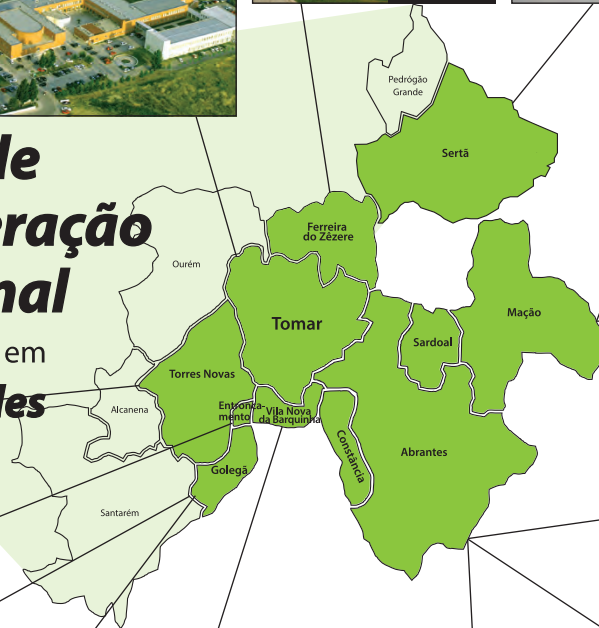 Pedrógão
Grande
Sertã
de
eração
nal
em
des
Ferreira
do Zêzere
Ourém
Tomar
Mação
Sardoal
Torres Novas
Alcanena
Entronca-
mento
Vila Nova
da Barquinha
Constância
Abrantes
Golegã
Santarém